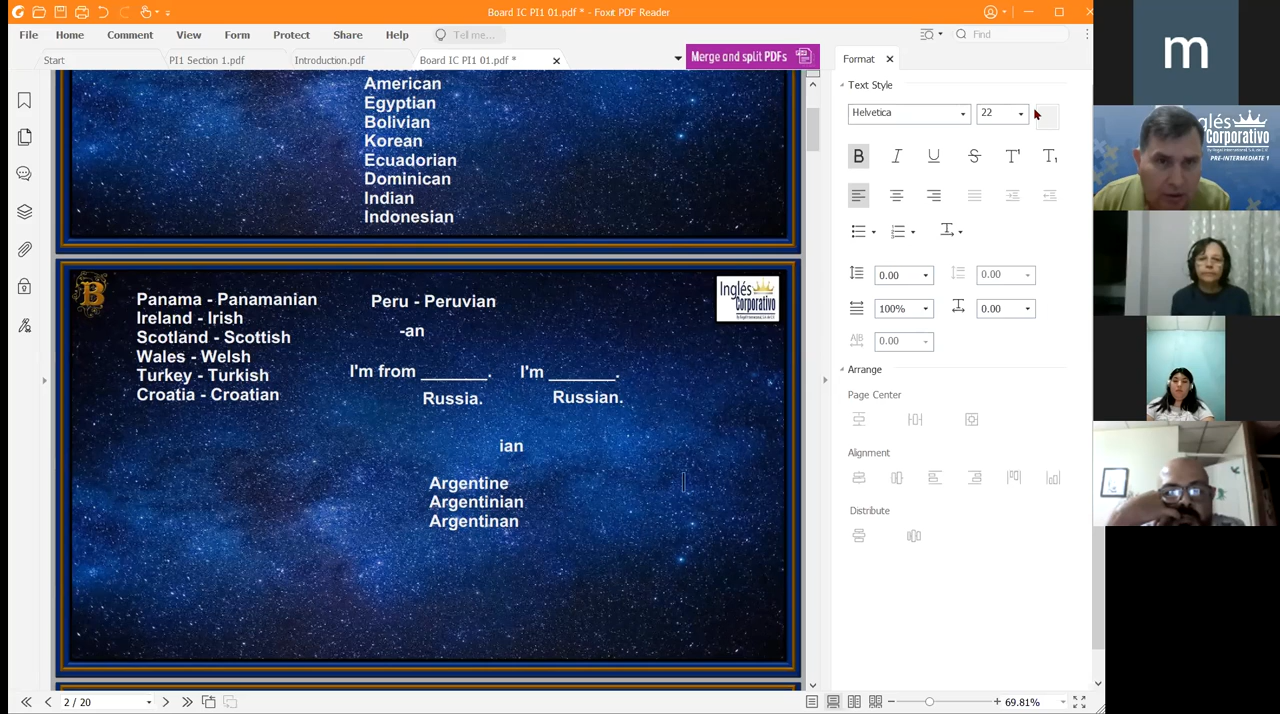 Board IC PI1 01.pdf * - Foxit PDF Reader
File Home Comment View Form Protect Share Help Tell me... Find
Start PI1 Section 1.pdf Introduction.pdf Board IC PI1 01.pdf * Merge and split PDFs
American
Egyptian
Bolivian
Korean
Ecuadorian
Dominican
Indian
Indonesian
B
Inglés
Corporativo
Panama - Panamanian
Ireland - Irish
Scotland - Scottish
Wales - Welsh
Turkey - Turkish
Croatia - Croatian
Peru - Peruvian
-an
I'm from _______. I'm _______.
Russia. Russian.
ian
Argentine
Argentinian
Argentinan
2 / 20
69.81%
Format
Text Style
Helvetica 22
B I U S T T
0.00 0.00
100% 0.00
0.00
Arrange
Page Center
Alignment
Distribute
m
nglés
Corporativo
PRE-INTERMEDIATE 1